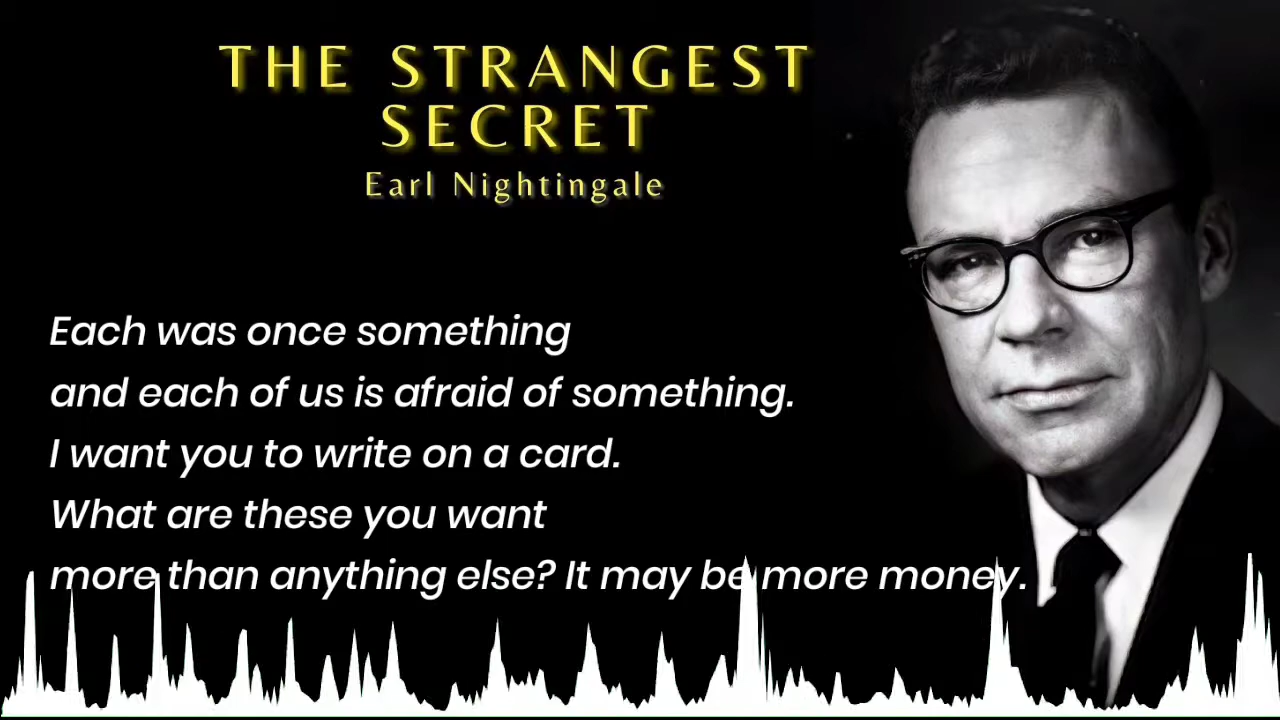 THE STRANGEST
SECRET
Earl Nightingale
Each was once something
and each of us is afraid of something.
I want you to write on a card.
What are these you want
more than anything else? It may be more money.